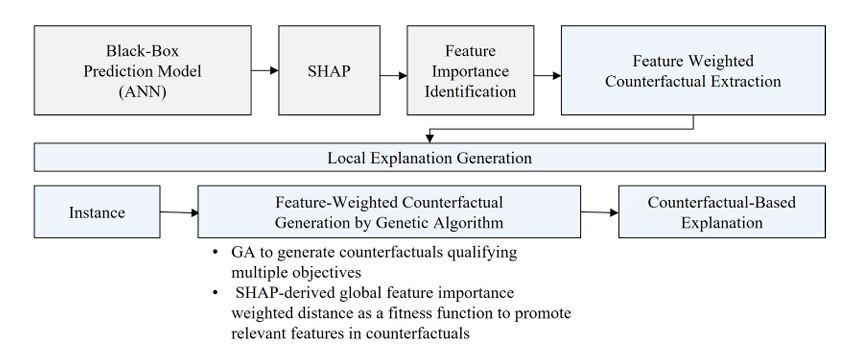 Black-Box
Prediction Model
(ANN)
SHAP
Feature
Importance
Identification
Feature Weighted
Counterfactual Extraction
Local Explanation Generation
Instance
Feature-Weighted Counterfactual
Generation by Genetic Algorithm
Counterfactual-Based
Explanation
• GA to generate counterfactuals qualifying
multiple objectives
• SHAP-derived global feature importance
weighted distance as a fitness function to promote
relevant features in counterfactuals